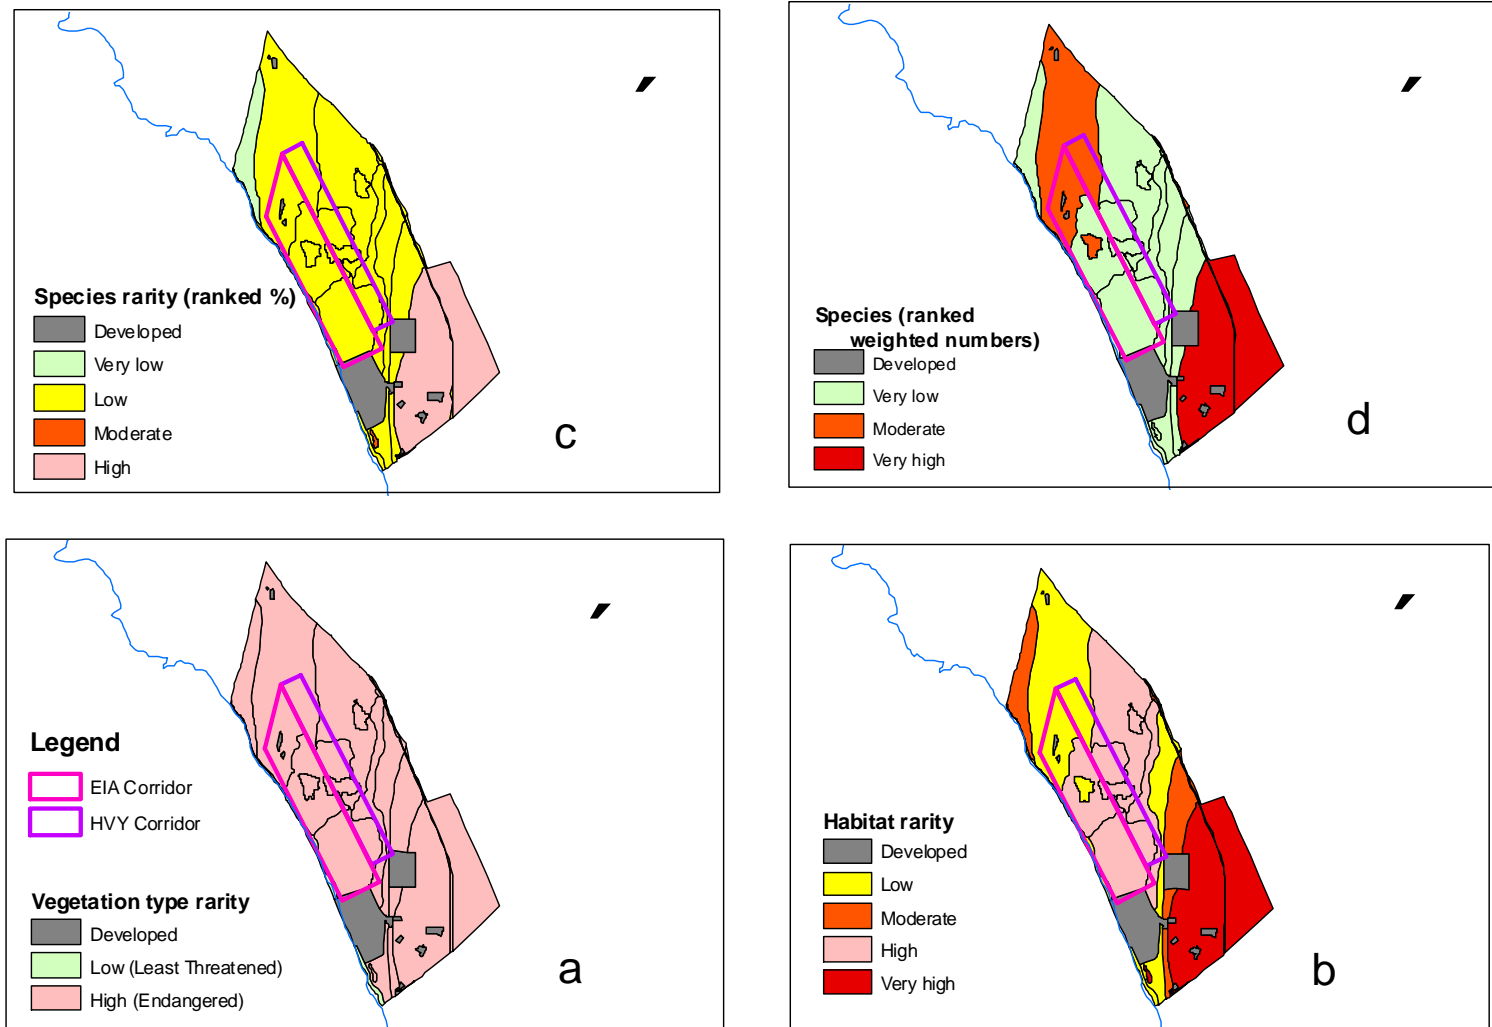 Species rarity (ranked %)
Developed
Very low
Low
Moderate
High
c
Species (ranked
weighted numbers)
Developed
Very low
Moderate
Very high
d
Legend
EIA Corridor
HVY Corridor
Vegetation type rarity
Developed
Low (Least Threatened)
High (Endangered)
a
Habitat rarity
Developed
Low
Moderate
High
Very high
b